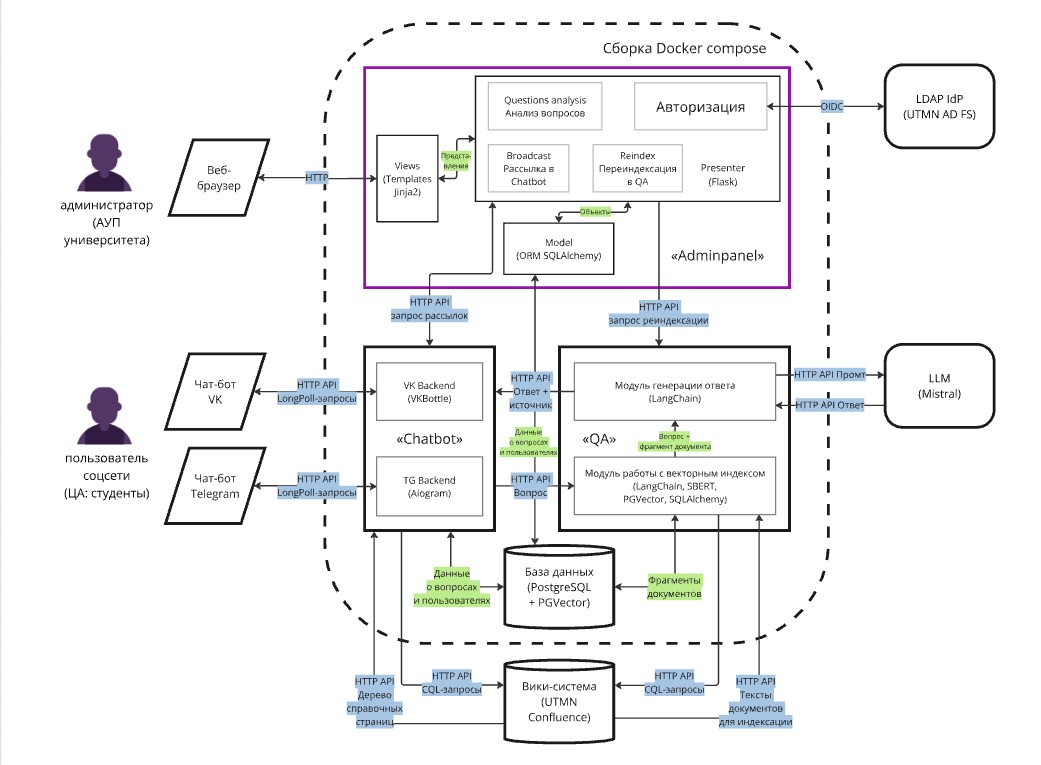 Сборка Docker compose
Questions analysis
Анализ вопросов
Авторизация
OIDC
LDAP IdP
(UTMN AD FS)
Веб-
браузер
HTTP
Views
(Templates
Jinja2)
Предста-
вления
Broadcast
Рассылка в
Chatbot
Reindex
Переиндексация
в QA
Presenter
(Flask)
администратор
(АУП
университета)
Объекты
Model
(ORM SQLAlchemy)
«Adminpanel»
HTTP API
запрос рассылок
HTTP API
запрос реиндексации
Чат-бот
VK
HTTP API
LongPoll-запросы
VK Backend
(VKBottle)
HTTP API
Ответ +
источник
Модуль генерации ответа
(LangChain)
HTTP API Промт
HTTP API Ответ
LLM
(Mistral)
«Chatbot»
Данные
о вопросах
и пользователях
«QA»
Вопрос +
фрагмент документа
пользователь
соцсети
(ЦА: студенты)
Чат-бот
Telegram
HTTP API
LongPoll-запросы
TG Backend
(Aiogram)
HTTP API
Вопрос
Модуль работы с векторным индексом
(LangChain, SBERT,
PGVector, SQLAlchemy)
Данные
о вопросах
и пользователях
База данных
(PostgreSQL
+ PGVector)
Фрагменты
документов
HTTP API
Дерево
справочных
страниц
HTTP API
CQL-запросы
Вики-система
(UTMN
Confluence)
HTTP API
CQL-запросы
HTTP API
Тексты
документов
для индексации